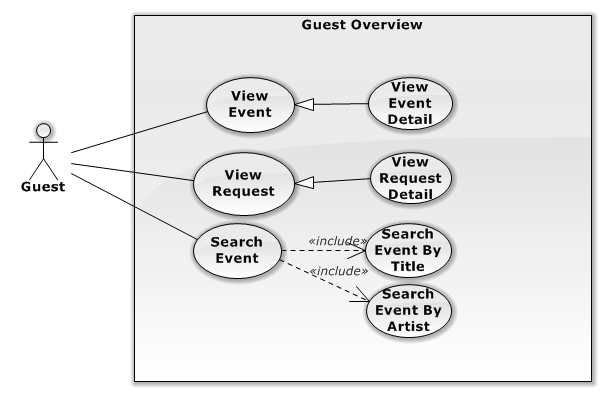 Guest Overview
View
Event
View
Event
Detail
View
Request
View
Request
Detail
Guest
Search
Event
«include»
Search
Event By
Title
«include»
Search
Event By
Artist